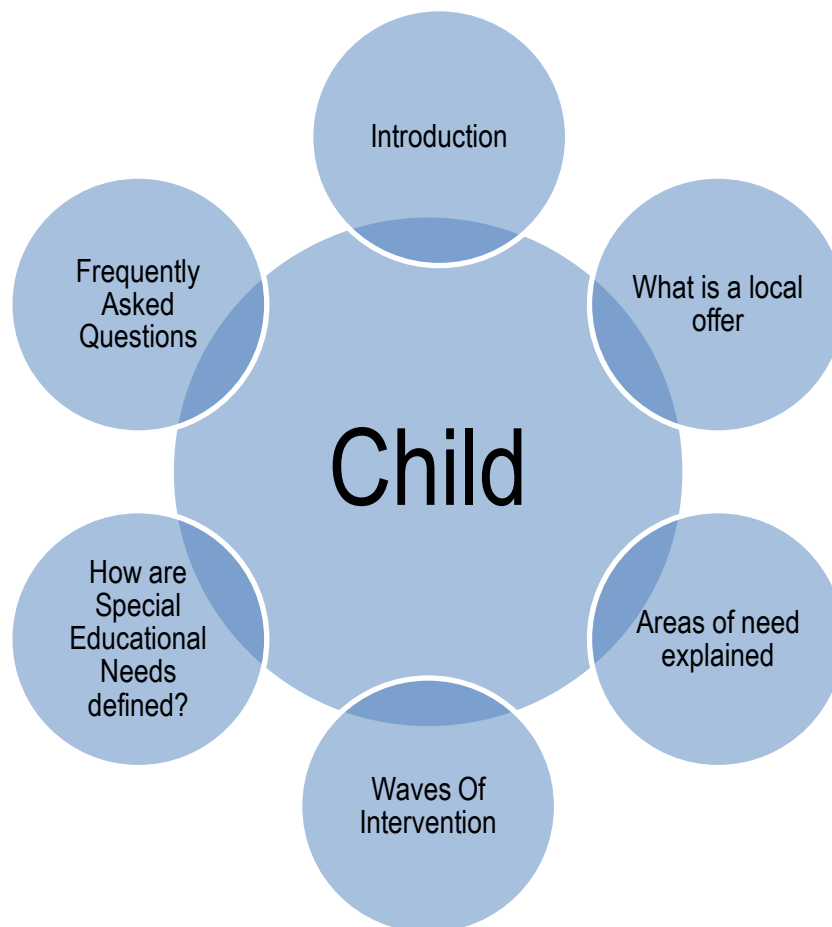 Introduction
What is a local
offer
Areas of need
explained
Waves Of
Intervention
How are
Special
Educational
Needs
defined?
Frequently
Asked
Questions
Child